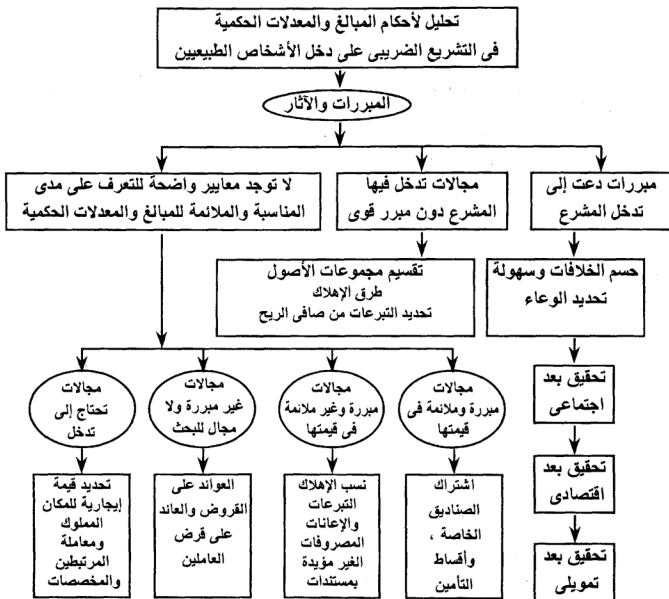 تحليل لأحكام المبالغ والمعدلات الحكمية
فى التشريع الضريبى على دخل الأشخاص الطبيعيين
المبررات والآثار
مبررات دعت إلى
تدخل المشرع
مجالات تدخل فيها
المشرع دون مبرر قوى
لا توجد معايير واضحة للتعرف على مدى
المناسبة والملائمة للمبالغ والمعدلات الحكمية
حسم الخلافات وسهولة
تحديد الوعاء
تقسيم مجموعات الأصول
طرق الإهلاك
تحديد التبرعات من صافى الربح
تحقيق بعد
اجتماعى
تحقيق بعد
اقتصادى
تحقيق بعد
تمويلى
مجالات
مبررة وملائمة فى
قيمتها
مجالات
مبررة وغير ملائمة
فى قيمتها
مجالات
غير مبررة ولا
مجال للبحث
مجالات
تحتاج إلى
تدخل
اشتراك
الصناديق
الخاصة ،
وأقساط
التأمين
نسب الإهلاك
التبرعات
والإعانات
المصروفات
الغير مؤيدة
بمستندات
العوائد على
القروض والعائد
على قرض
العاملين
تحديد قيمة
إيجارية للمكان
المملوك
ومعاملة
المرتبطين
والمخصصات